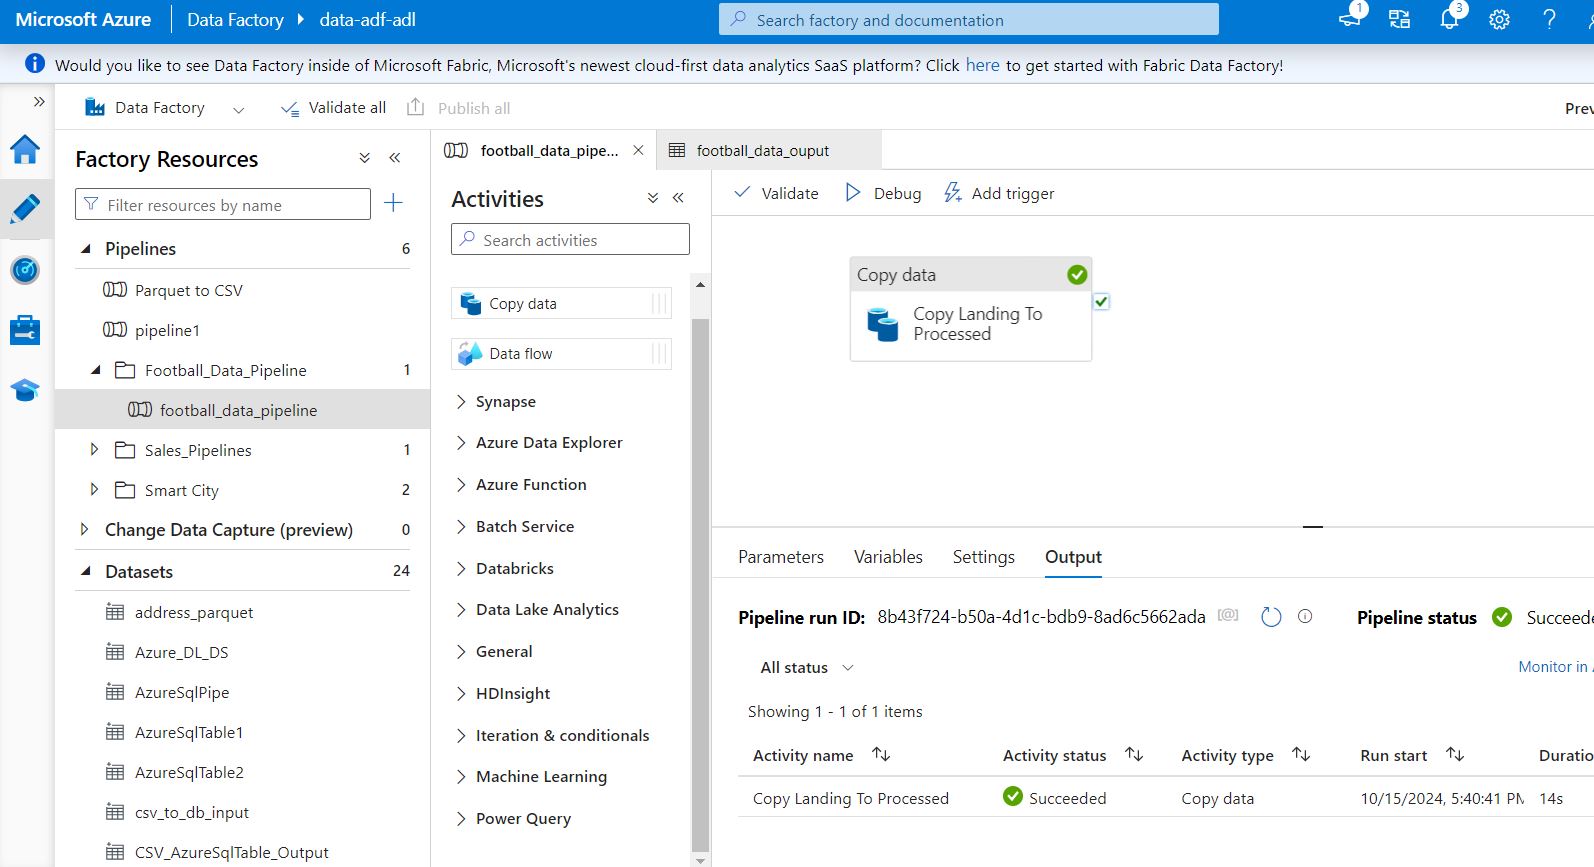 Microsoft Azure
Data Factory
data-adf-adl
Search factory and documentation
1
3
Would you like to see Data Factory inside of Microsoft Fabric, Microsoft's newest cloud-first data analytics SaaS platform? Click here to get started with Fabric Data Factory!
Data Factory
Validate all
Publish all
Prev
Factory Resources
Filter resources by name
Pipelines 6
Parquet to CSV
pipeline1
Football_Data_Pipeline 1
football_data_pipeline
Sales_Pipelines 1
Smart City 2
Change Data Capture (preview) 0
Datasets 24
address_parquet
Azure_DL_DS
AzureSqlPipe
AzureSqlTable1
AzureSqlTable2
csv_to_db_input
CSV_AzureSqlTable_Output
football_data_pipe...
football_data_ouput
Activities
Search activities
Copy data
Data flow
Synapse
Azure Data Explorer
Azure Function
Batch Service
Databricks
Data Lake Analytics
General
HDInsight
Iteration & conditionals
Machine Learning
Power Query
Validate
Debug
Add trigger
Copy data
Copy Landing To
Processed
Parameters
Variables
Settings
Output
Pipeline run ID: 8b43f724-b50a-4d1c-bdb9-8ad6c5662ada [@]
Pipeline status
Succeede
All status
Monitor in
Showing 1 - 1 of 1 items
Activity name
Activity status
Activity type
Run start
Duratio
Copy Landing To Processed
Succeeded
Copy data
10/15/2024, 5:40:41 PM
14s